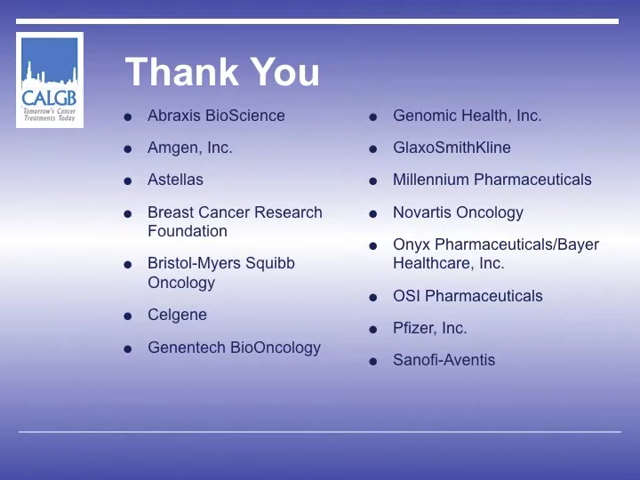 CALGB
Tomorrow's Cancer
Treatments Today
Thank You
• Abraxis BioScience
• Amgen, Inc.
• Astellas
• Breast Cancer Research
Foundation
• Bristol-Myers Squibb
Oncology
• Celgene
• Genentech BioOncology
• Genomic Health, Inc.
• GlaxoSmithKline
• Millennium Pharmaceuticals
• Novartis Oncology
• Onyx Pharmaceuticals/Bayer
Healthcare, Inc.
• OSI Pharmaceuticals
• Pfizer, Inc.
• Sanofi-Aventis